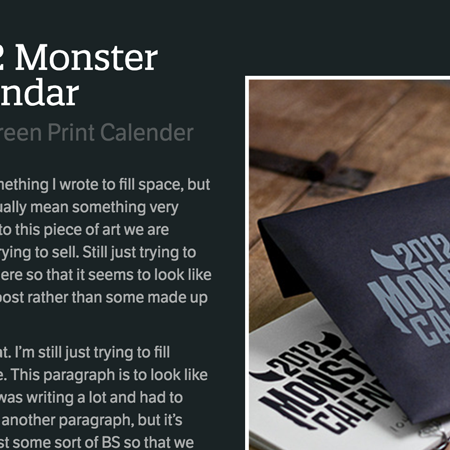 2 Monster
ndar
reen Print Calender
nething I wrote to fill space, but
ually mean something very
to this piece of art we are
rying to sell. Still just trying to
ere so that it seems to look like
post rather than some made up
t. I'm still just trying to fill
e. This paragraph is to look like
was writing a lot and had to
another paragraph, but it's
st some sort of BS so that we
2012
MONS
CAL
2012
MONSTE
CALEN